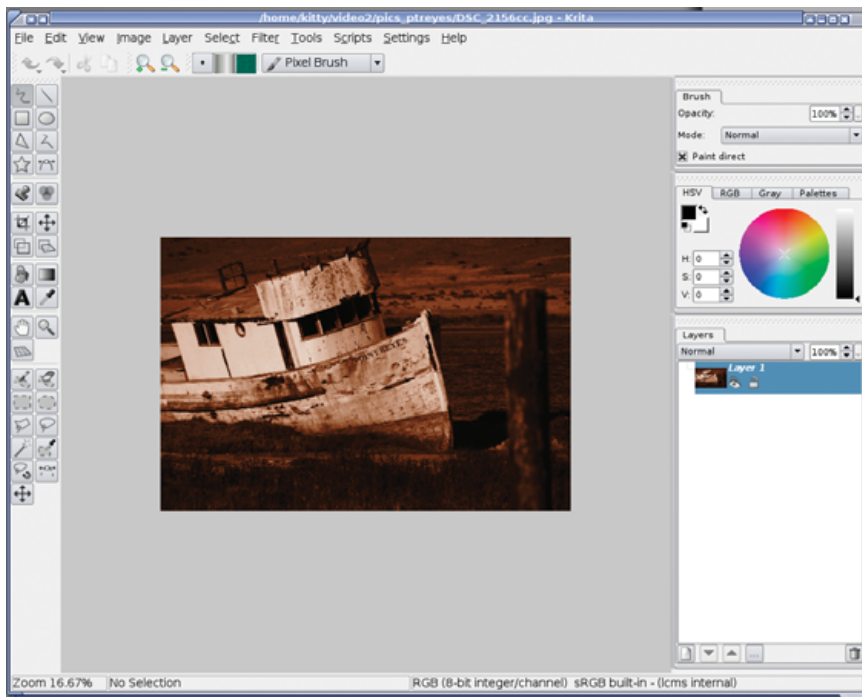 /home/kitty/video2/pics_ptreyes/DSC_2156cc.jpg - Krita
File Edit View Image Layer Select Filter Tools Scripts Settings Help
Pixel Brush
Brush
Opacity: 100%
Mode: Normal
Paint direct
HSV RGB Gray Palettes
H: 0
S: 0
V: 0
Layers
Normal 100%
Layer 1
Zoom 16.67% No Selection RGB (8-bit integer/channel) sRGB built-in - (lcms internal)